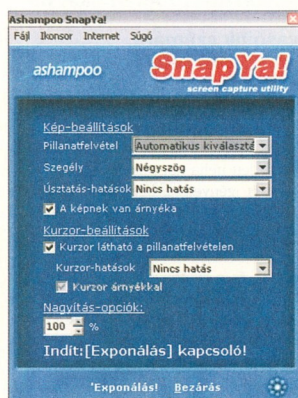 Ashampoo SnapYa!
Fájl Ikonsor Internet Súgó
ashampoo SnapYa!
screen capture utility
Kép-beállítások
Pillanatfelvétel Automatikus kiválasztá
Szegély Négyszög
Úsztatás-hatások Nincs hatás
A képnek van árnyéka
Kurzor-beállítások
Kurzor látható a pillanatfelvételen
Kurzor-hatások Nincs hatás
Kurzor árnyékkal
Nagyítás-opciók:
100 %
Indít:[Exponálás] kapcsoló!
'Exponálás! Bezárás